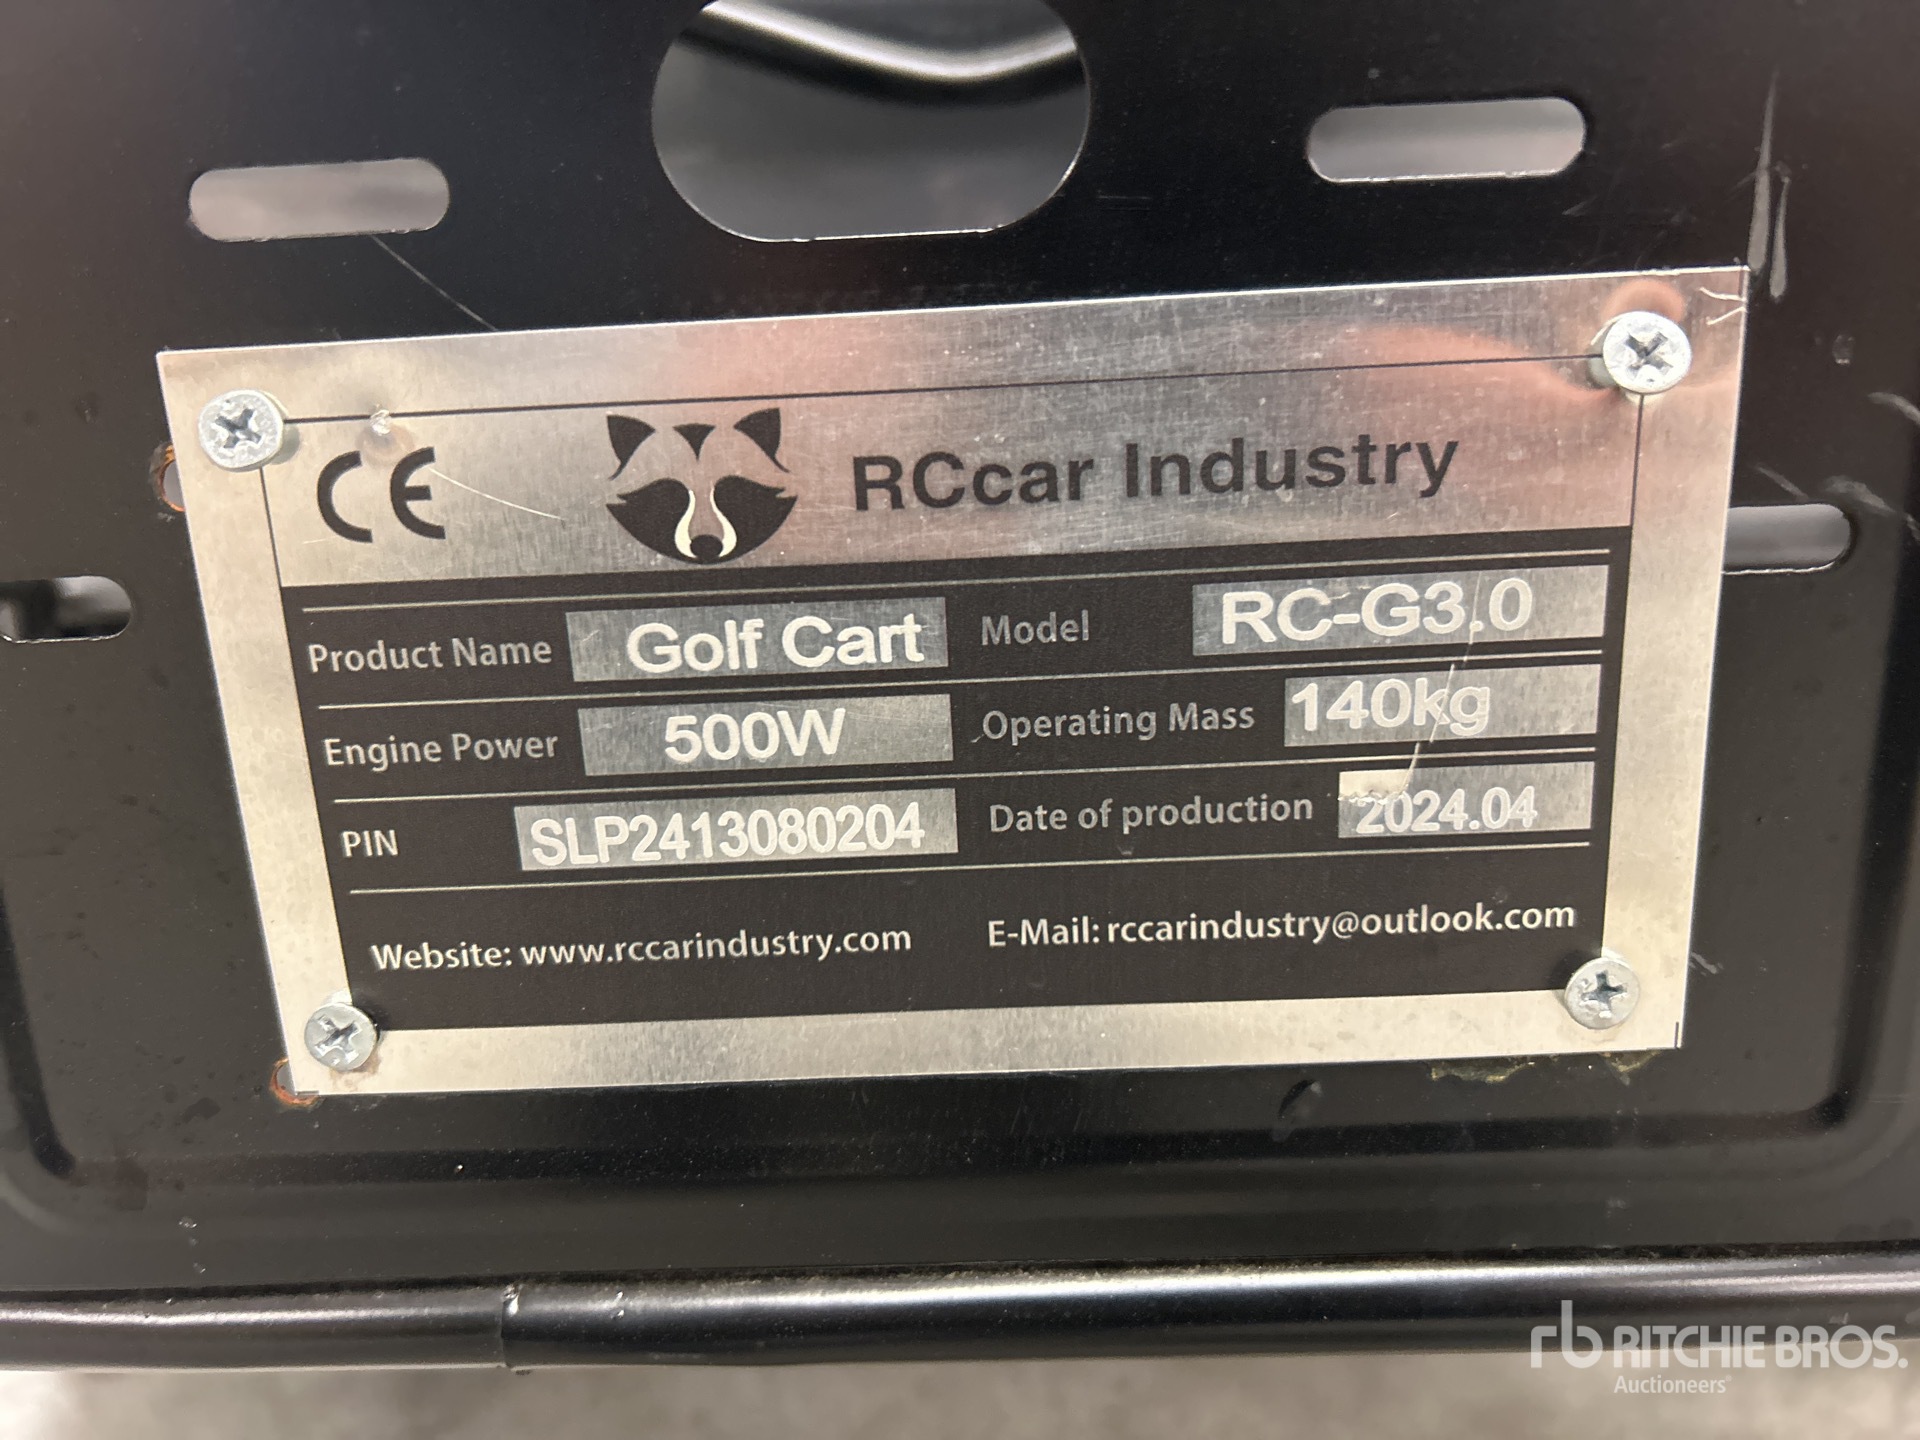 CE RCcar Industry
Product Name Golf Cart Model RC-G3.0
Engine Power 500W Operating Mass 140kg
PIN SLP2413080204 Date of production 2024.04
Website: www.rccarindustry.com E-Mail: rccarindustry@outlook.com
rb RITCHIE BROS.
Auctioneers